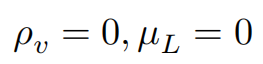 ρ_v = 0, μ_L = 0